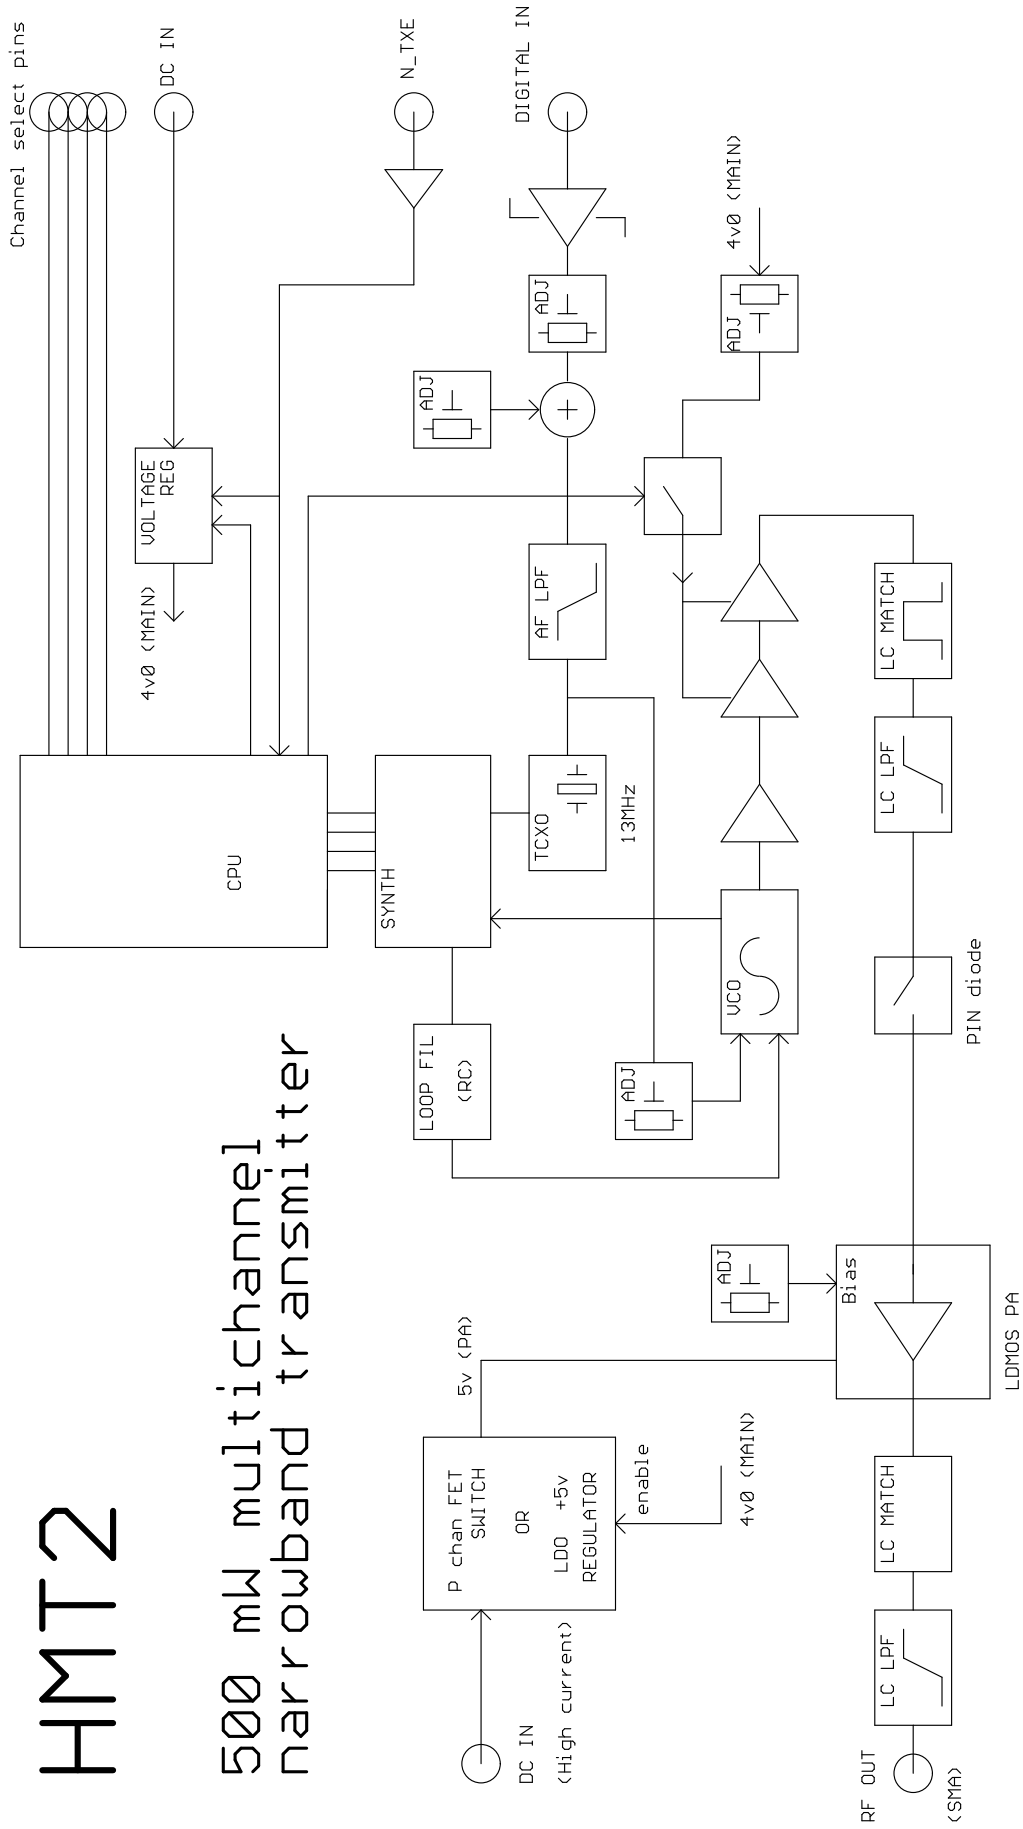 HMT2
500 mW multichannel
narrowband transmitter
Channel select pins
DC IN
N_TXE
DIGITAL IN
VOLTAGE
REG
4v0 (MAIN)
CPU
SYNTH
LOOP FIL
(RC)
ADJ
ADJ
AF LPF
TCXO
13MHz
ADJ
VCO
4v0 (MAIN)
ADJ
LC MATCH
LC LPF
PIN diode
ADJ
Bias
LDMOS PA
5v (PA)
P chan FET
SWITCH
OR
LDO +5v
REGULATOR
enable
4v0 (MAIN)
DC IN
(High current)
LC MATCH
LC LPF
RF OUT
(SMA)